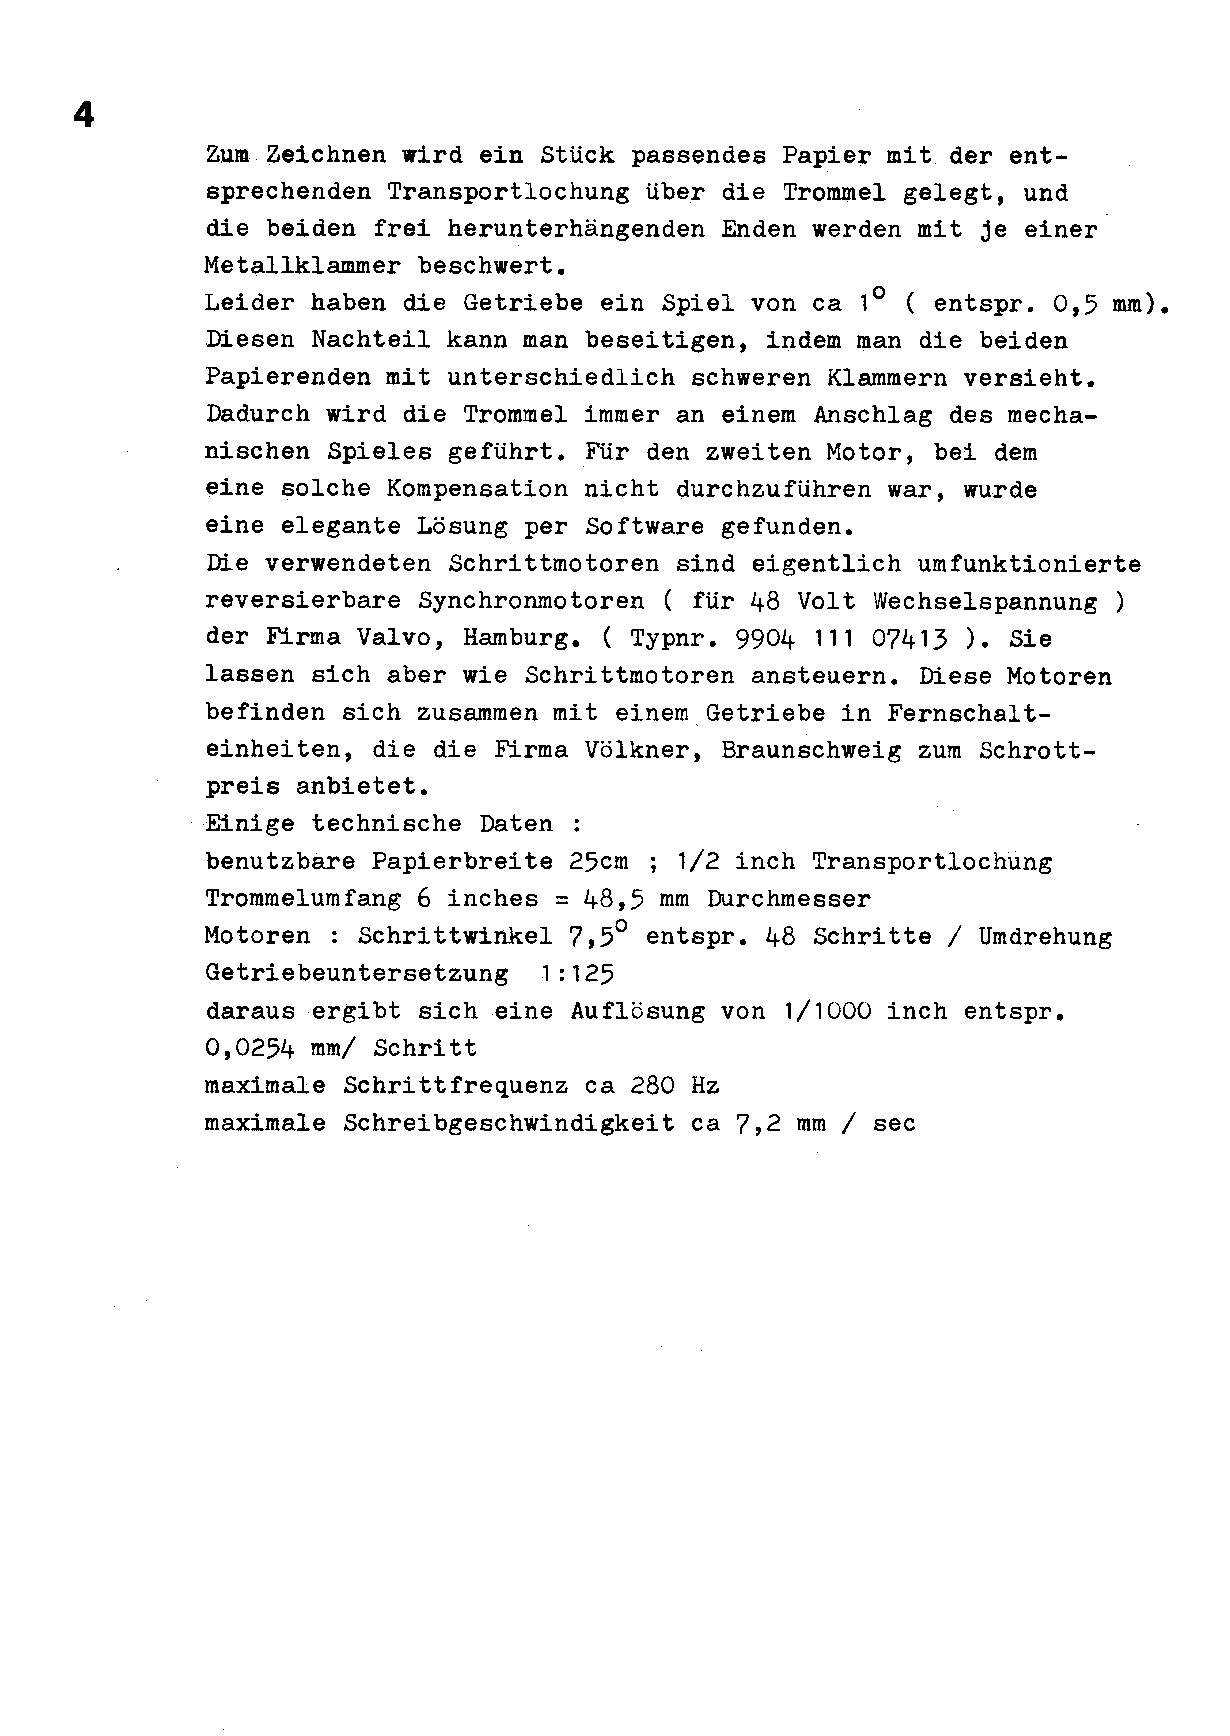 4
Zum Zeichnen wird ein Stück passendes Papier mit der ent-
sprechenden Transportlochung über die Trommel gelegt, und
die beiden frei herunterhängenden Enden werden mit je einer
Metallklammer beschwert.
Leider haben die Getriebe ein Spiel von ca 1° ( entspr. 0,5 mm).
Diesen Nachteil kann man beseitigen, indem man die beiden
Papierenden mit unterschiedlich schweren Klammern versieht.
Dadurch wird die Trommel immer an einem Anschlag des mecha-
nischen Spieles geführt. Für den zweiten Motor, bei dem
eine solche Kompensation nicht durchzuführen war, wurde
eine elegante Lösung per Software gefunden.
Die verwendeten Schrittmotoren sind eigentlich umfunktionierte
reversierbare Synchronmotoren ( für 48 Volt Wechselspannung )
der Firma Valvo, Hamburg. ( Typnr. 9904 111 07413 ). Sie
lassen sich aber wie Schrittmotoren ansteuern. Diese Motoren
befinden sich zusammen mit einem Getriebe in Fernschalt-
einheiten, die die Firma Völkner, Braunschweig zum Schrott-
preis anbietet.
Einige technische Daten :
benutzbare Papierbreite 25cm ; 1/2 inch Transportlochung
Trommelumfang 6 inches = 48,5 mm Durchmesser
Motoren : Schrittwinkel 7,5° entspr. 48 Schritte / Umdrehung
Getriebeuntersetzung 1:125
daraus ergibt sich eine Auflösung von 1/1000 inch entspr.
0,0254 mm/ Schritt
maximale Schrittfrequenz ca 280 Hz
maximale Schreibgeschwindigkeit ca 7,2 mm / sec